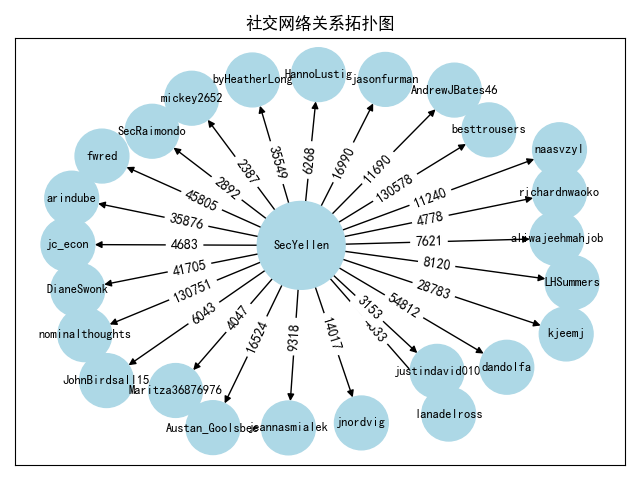 社交网络关系拓扑图
HannoLustig
byHeatherLong
jasonfurman
AndrewJBates46
mickey2652
SecRaimondo
besttrousers
fwred
naasvzyl
arindube
richardnwaoko
jc_econ
SecYellen
aliwajeehmahjob
DianeSwonk
LHSummers
nominalthoughts
kjeemj
JohnBirdsall15
Maritza36876976
justindavid010
dandolfa
Austan_Goolsbee
jeannasmialek
jnordvig
lanadelross
35549
6268
16990
11690
2387
2892
130578
45805
11240
35876
4778
4683
7621
41705
8120
130751
28783
6043
4047
16524
9318
14017
3153
54812